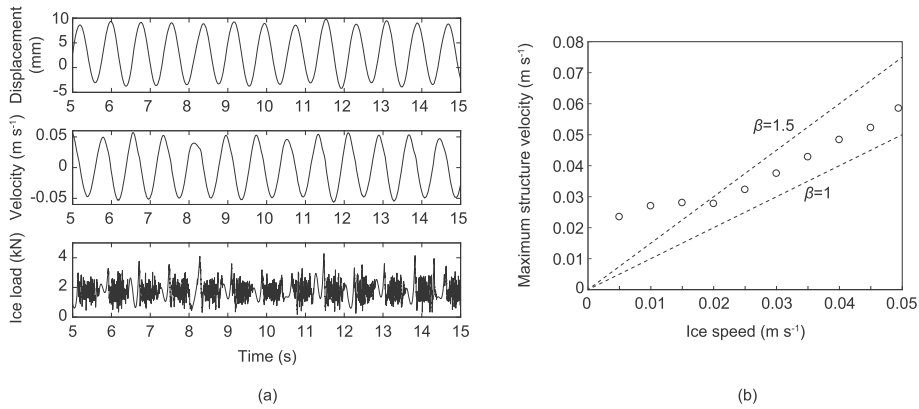 Displacement
(mm)
10
5
0
-5
5 6 7 8 9 10 11 12 13 14 15
Velocity (m s-1)
0.05
0
-0.05
5 6 7 8 9 10 11 12 13 14 15
Ice load (kN)
4
2
0
5 6 7 8 9 10 11 12 13 14 15
Time (s)
(a)
Maximum structure velocity (m s-1)
0.08
0.07
0.06
0.05
0.04
0.03
0.02
0.01
0
β=1.5
β=1
0 0.01 0.02 0.03 0.04 0.05
Ice speed (m s-1)
(b)